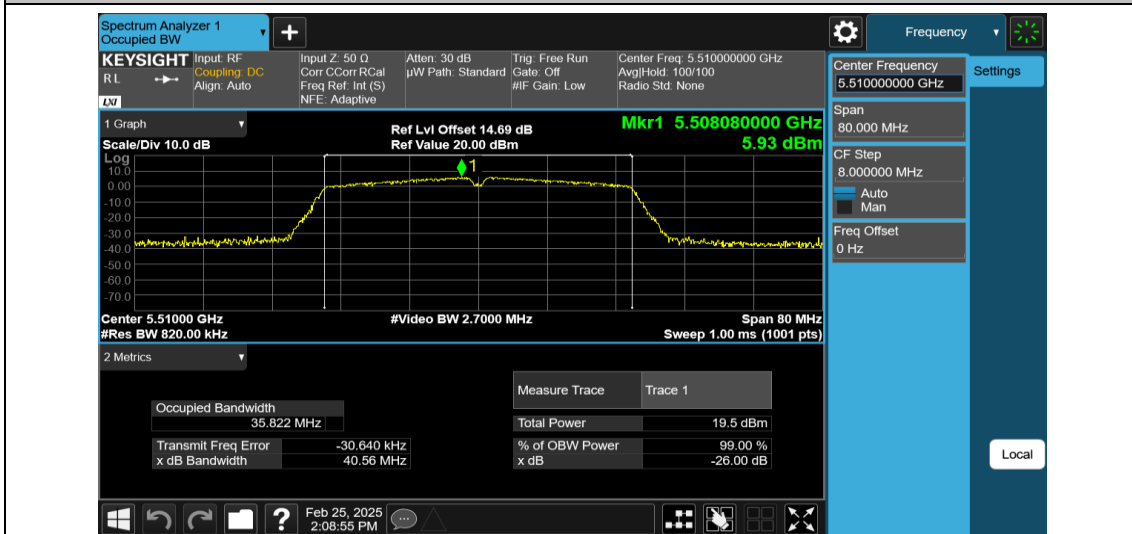 Spectrum Analyzer 1
Occupied BW
Frequency
KEYSIGHT
R L
LXI
Input: RF
Coupling: DC
Align: Auto
Input Z: 50 Ω
Corr CCorr RCal
Freq Ref: Int (S)
NFE: Adaptive
Atten: 30 dB
µW Path: Standard
Trig: Free Run
Gate: Off
#IF Gain: Low
Center Freq: 5.510000000 GHz
Avg|Hold: 100/100
Radio Std: None
Center Frequency
5.510000000 GHz
Settings
Span
80.000 MHz
CF Step
8.000000 MHz
Auto
Man
Freq Offset
0 Hz
1 Graph
Scale/Div 10.0 dB
Ref Lvl Offset 14.69 dB
Ref Value 20.00 dBm
Mkr1 5.508080000 GHz
5.93 dBm
Log
10.0
0.00
-10.0
-20.0
-30.0
-40.0
-50.0
-60.0
-70.0
1
Center 5.51000 GHz
#Res BW 820.00 kHz
#Video BW 2.7000 MHz
Span 80 MHz
Sweep 1.00 ms (1001 pts)
2 Metrics
Measure Trace Trace 1
Occupied Bandwidth
35.822 MHz
Total Power 19.5 dBm
Transmit Freq Error -30.640 kHz
% of OBW Power 99.00 %
x dB Bandwidth 40.56 MHz
x dB -26.00 dB
Local
Feb 25, 2025
2:08:55 PM